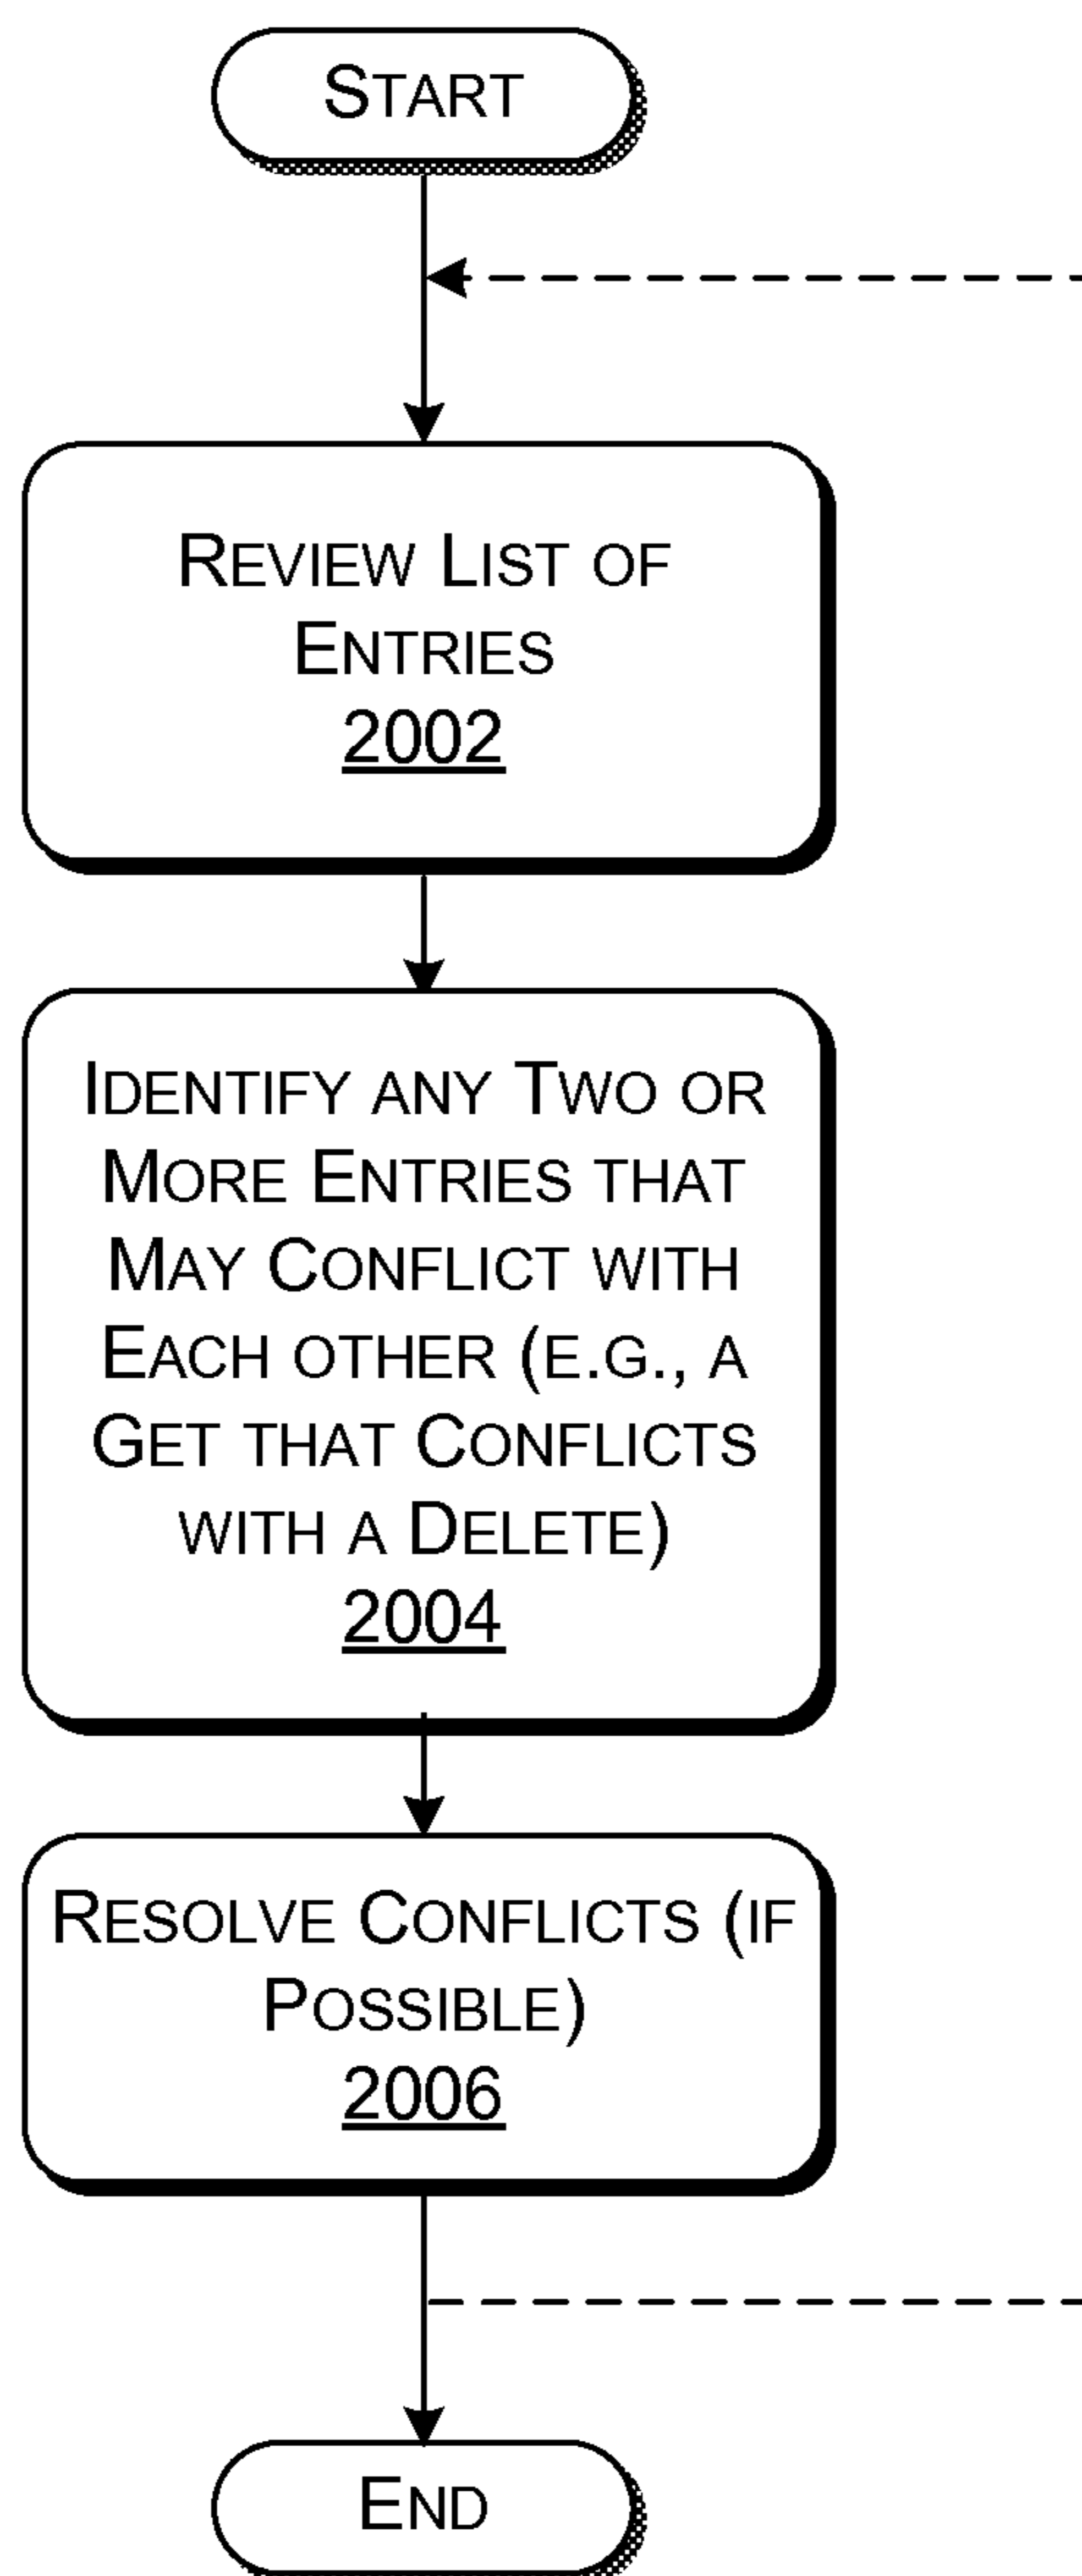 START
REVIEW LIST OF
ENTRIES
2002
IDENTIFY ANY TWO OR
MORE ENTRIES THAT
MAY CONFLICT WITH
EACH OTHER (E.G., A
GET THAT CONFLICTS
WITH A DELETE)
2004
RESOLVE CONFLICTS (IF
POSSIBLE)
2006
END